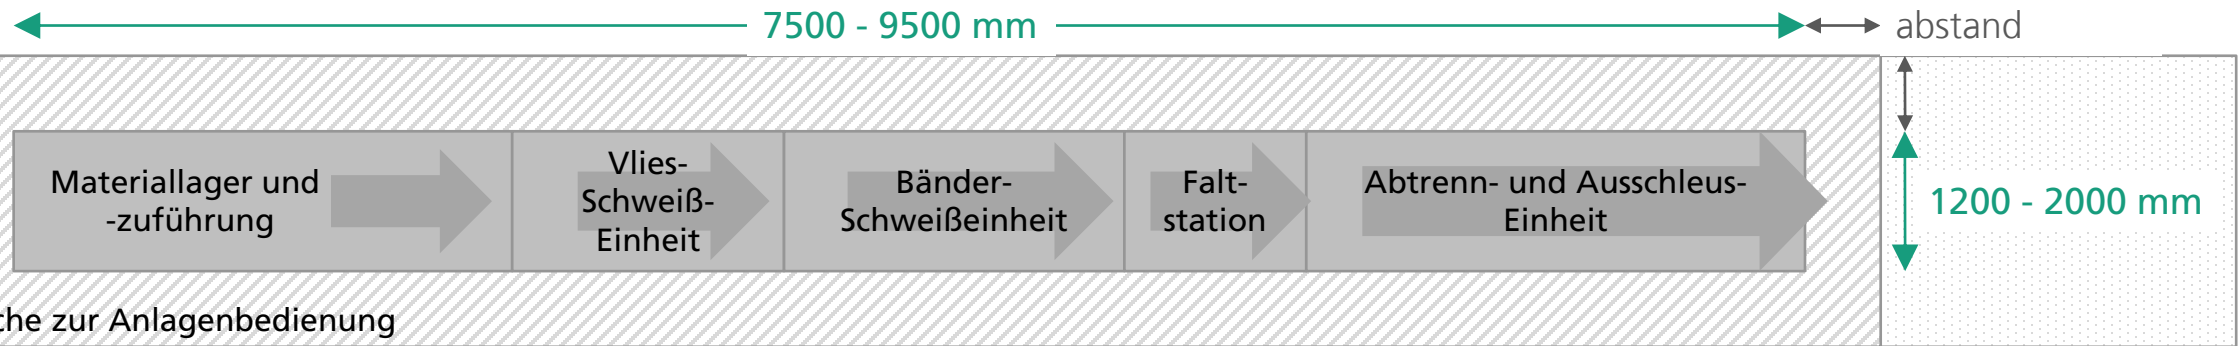 7500 - 9500 mm
abstand
Materiallager und
-zuführung
Vlies-
Schweiß-
Einheit
Bänder-
Schweißeinheit
Falt-
station
Abtrenn- und Ausschleus-
Einheit
1200 - 2000 mm
che zur Anlagenbedienung